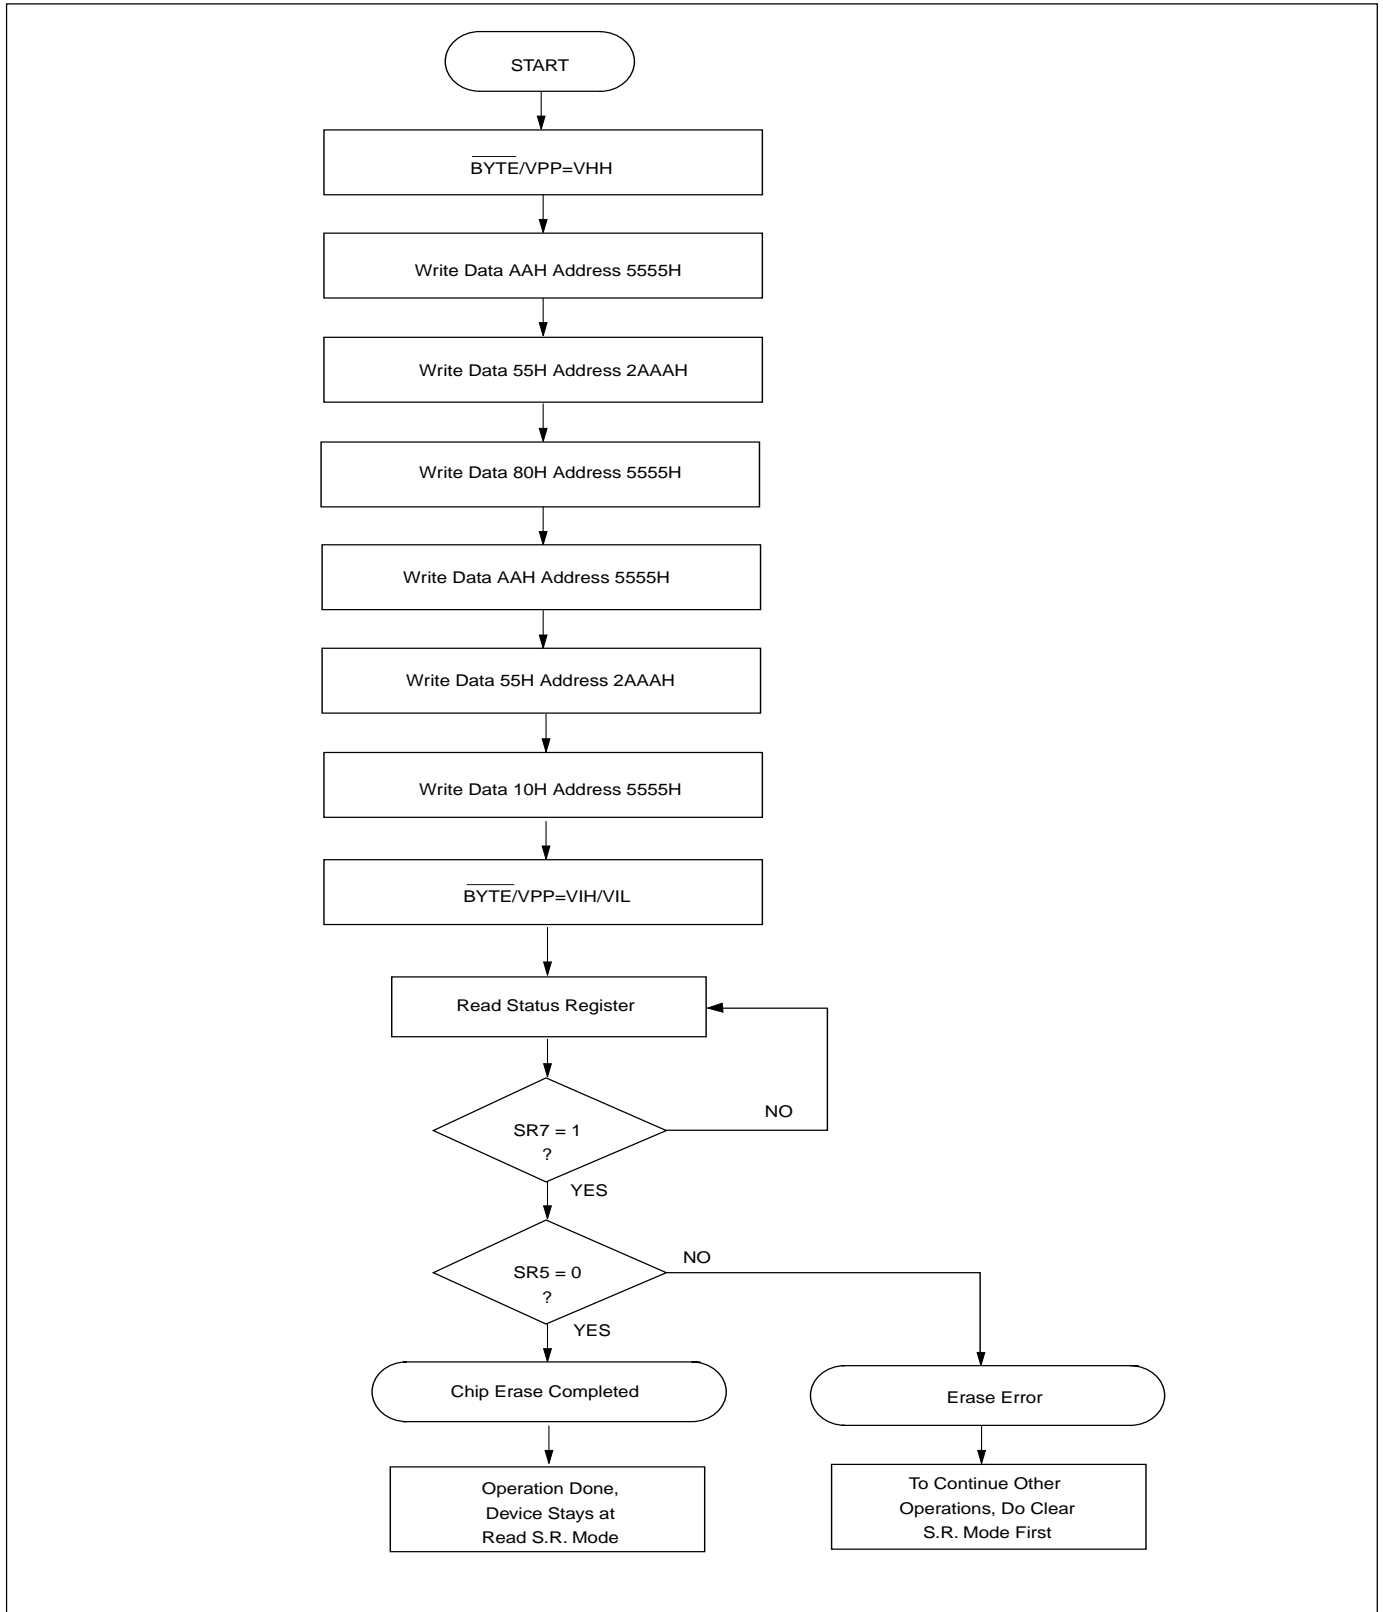 START
BYTE/VPP=VHH
Write Data AAH Address 5555H
Write Data 55H Address 2AAAH
Write Data 80H Address 5555H
Write Data AAH Address 5555H
Write Data 55H Address 2AAAH
Write Data 10H Address 5555H
BYTE/VPP=VIH/VIL
Read Status Register
NO
SR7 = 1
?
YES
NO
SR5 = 0
?
YES
Chip Erase Completed
Erase Error
Operation Done,
Device Stays at
Read S.R. Mode
To Continue Other
Operations, Do Clear
S.R. Mode First